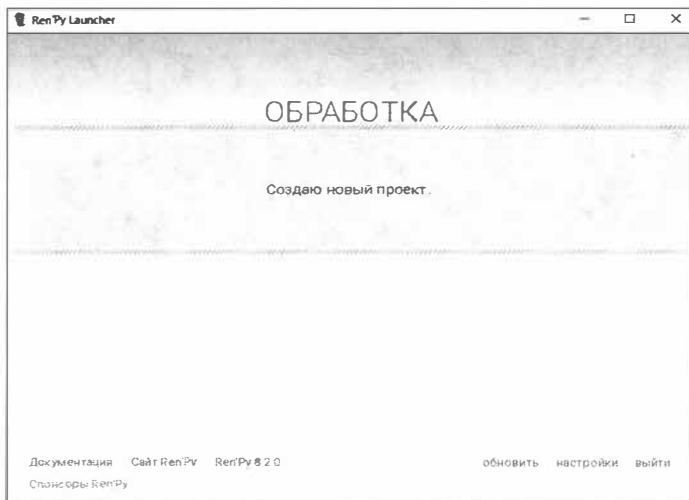 Ren'Py Launcher
ОБРАБОТКА
Создаю новый проект.
Документация Сайт Ren'Py Ren'Py 8.2.0 обновить настройки выйти
Спонсоры Ren'Py